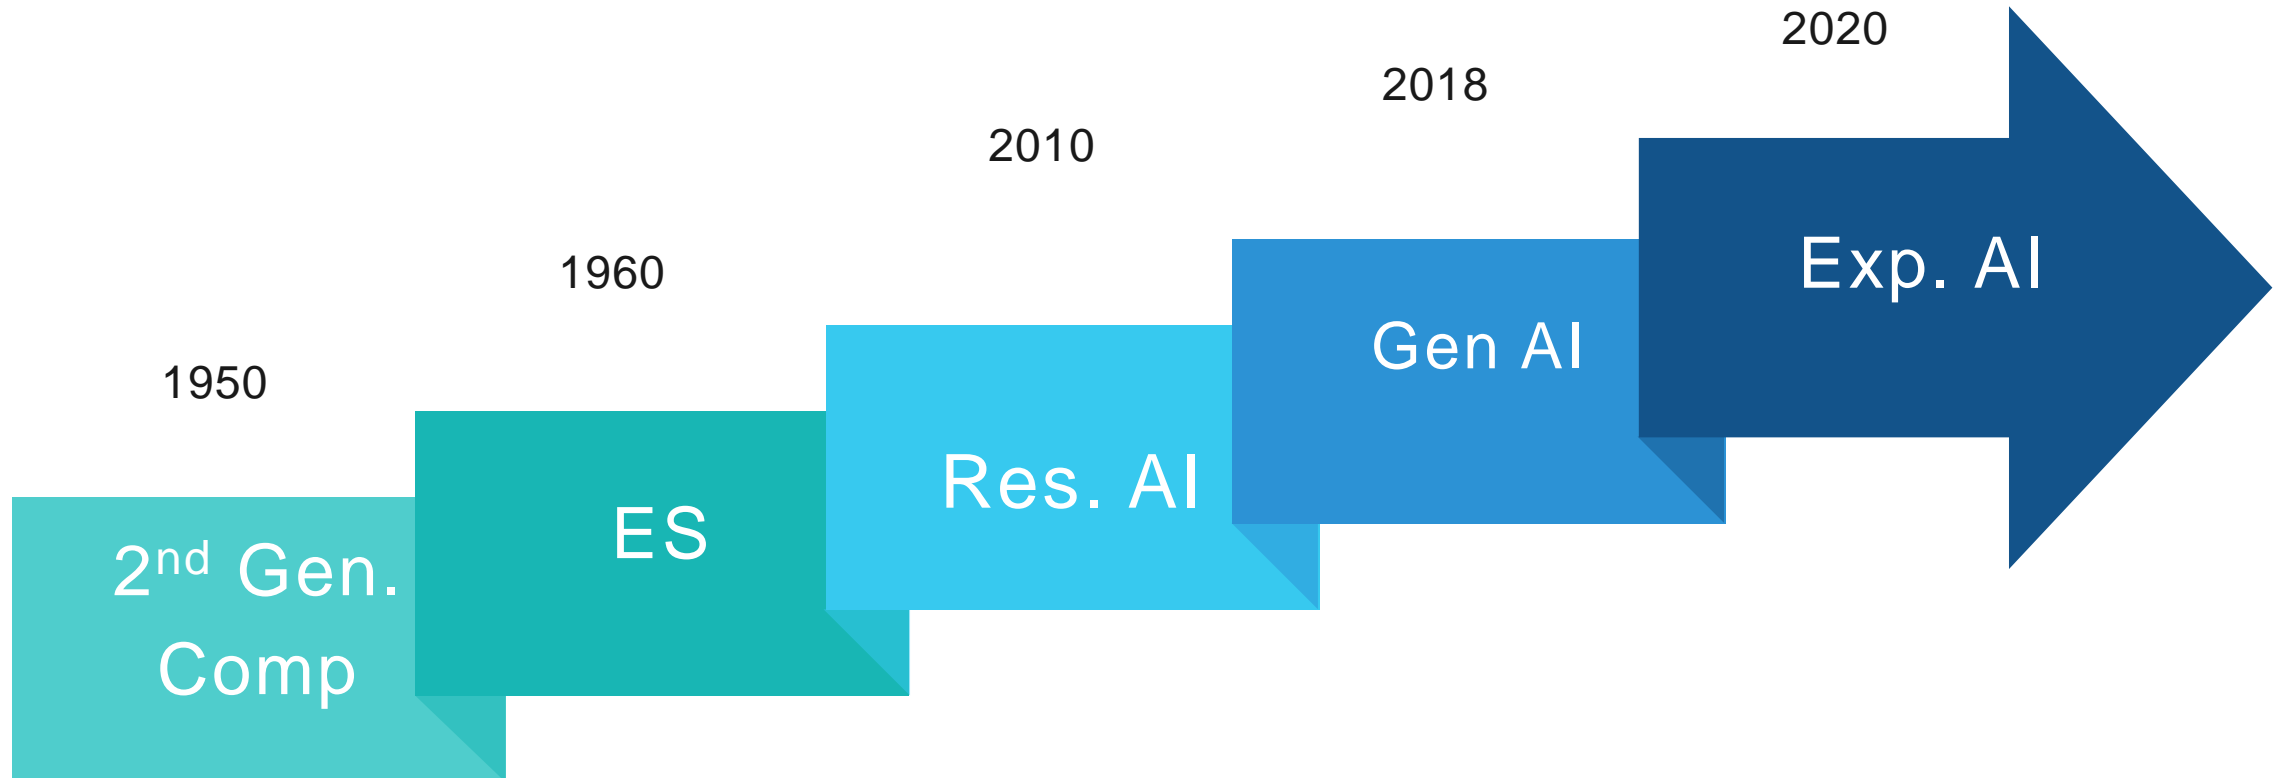 1950
2nd Gen.
Comp
1960
ES
2010
Res. AI
2018
Gen AI
2020
Exp. AI